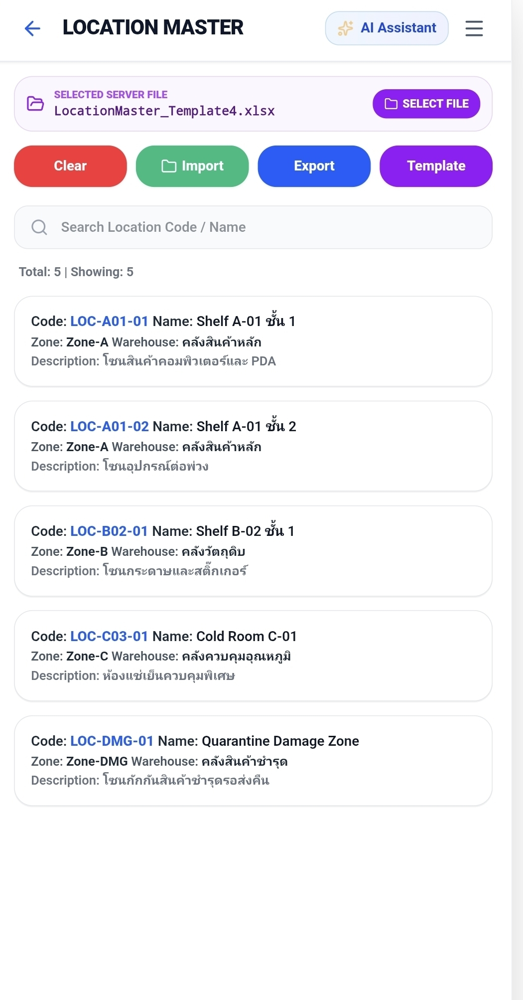 LOCATION MASTER
AI Assistant
SELECTED SERVER FILE
LocationMaster_Template4.xlsx
SELECT FILE
Clear
Import
Export
Template
Search Location Code / Name
Total: 5 | Showing: 5
Code: LOC-A01-01 Name: Shelf A-01 ชั้น 1
Zone: Zone-A Warehouse: คลังสินค้าหลัก
Description: โซนสินค้าคอมพิวเตอร์และ PDA
Code: LOC-A01-02 Name: Shelf A-01 ชั้น 2
Zone: Zone-A Warehouse: คลังสินค้าหลัก
Description: โซนอุปกรณ์ต่อพ่วง
Code: LOC-B02-01 Name: Shelf B-02 ชั้น 1
Zone: Zone-B Warehouse: คลังวัตถุดิบ
Description: โซนกระดาษและสติ๊กเกอร์
Code: LOC-C03-01 Name: Cold Room C-01
Zone: Zone-C Warehouse: คลังควบคุมอุณหภูมิ
Description: ห้องแช่เย็นควบคุมพิเศษ
Code: LOC-DMG-01 Name: Quarantine Damage Zone
Zone: Zone-DMG Warehouse: คลังสินค้าชำรุด
Description: โซนกักกันสินค้าชำรุดรอส่งคืน